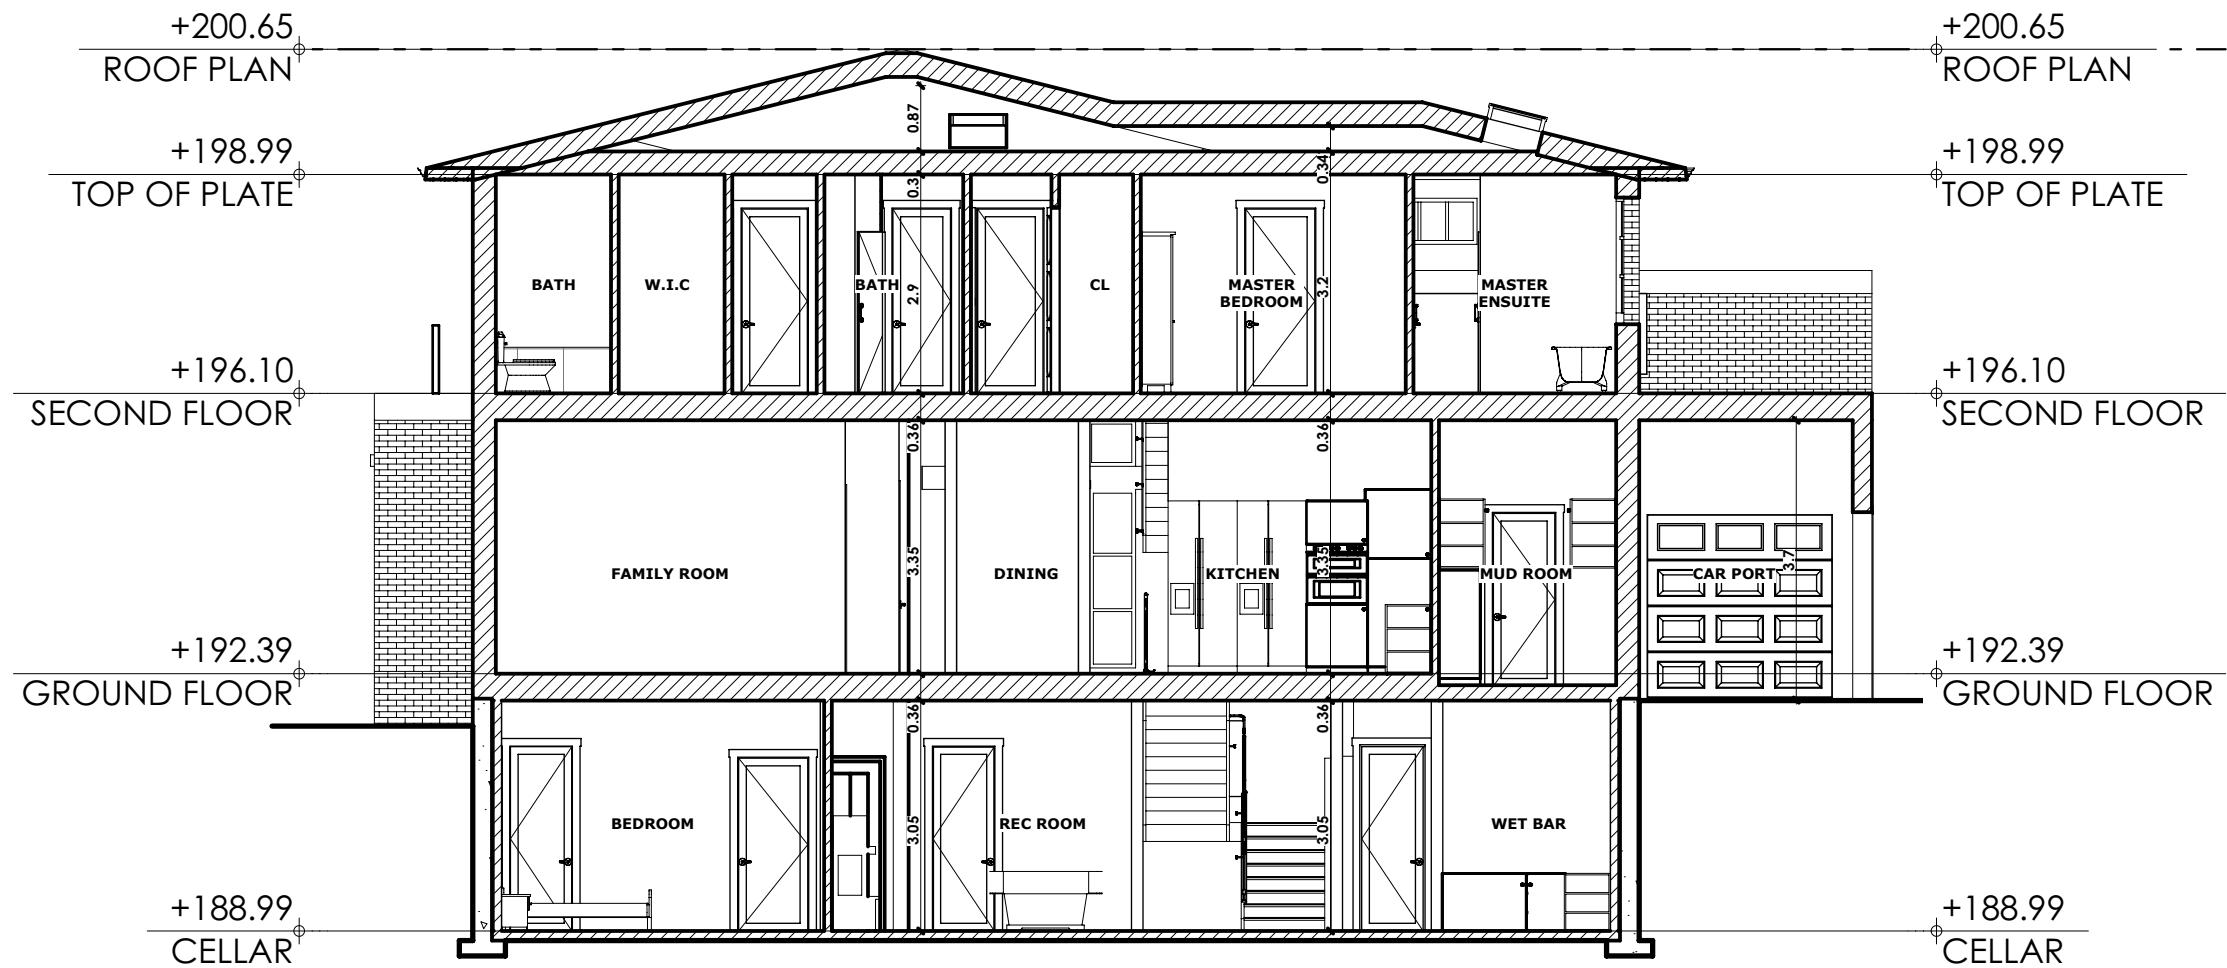 +200.65
ROOF PLAN
+200.65
ROOF PLAN
0.87
+198.99
TOP OF PLATE
0.3
0.34
+198.99
TOP OF PLATE
BATH
W.I.C
BATH
2.9
CL
MASTER
BEDROOM
3.2
MASTER
ENSUITE
+196.10
SECOND FLOOR
+196.10
SECOND FLOOR
0.36
0.36
FAMILY ROOM
3.35
DINING
KITCHEN
3.35
MUD ROOM
CAR PORT
3.7
+192.39
GROUND FLOOR
+192.39
GROUND FLOOR
0.36
0.36
BEDROOM
3.05
REC ROOM
3.05
WET BAR
+188.99
CELLAR
+188.99
CELLAR